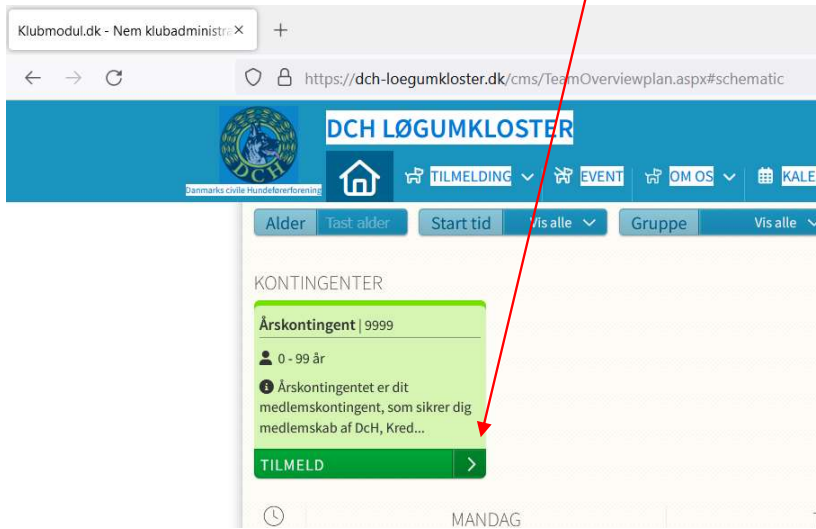 Klubmodul.dk - Nem klubadministra
https://dch-loegumkloster.dk/cms/TeamOverviewplan.aspx#schematic
DCH
Danmarks civile Hundeførerforening
DCH LØGUMKLOSTER
TILMELDING EVENT OM OS KALE
Alder Tast alder Start tid Vis alle Gruppe Vis alle
KONTINGENTER
Årskontingent | 9999
0 - 99 år
Årskontingentet er dit
medlemskontingent, som sikrer dig
medlemskab af DcH, Kred...
TILMELD
MANDAG